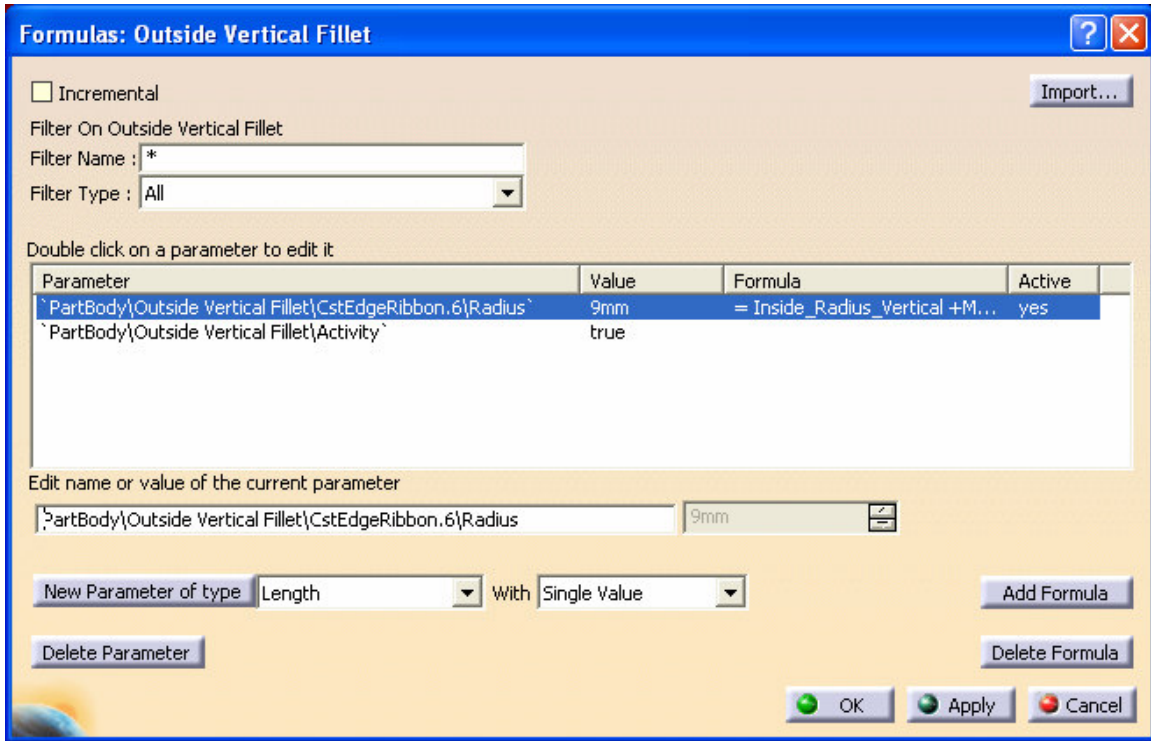 Formulas: Outside Vertical Fillet
Incremental
Import...
Filter On Outside Vertical Fillet
Filter Name : *
Filter Type : All
Double click on a parameter to edit it
Parameter Value Formula Active
`PartBody\Outside Vertical Fillet\CstEdgeRibbon.6\Radius` 9mm = Inside_Radius_Vertical +M... yes
`PartBody\Outside Vertical Fillet\Activity` true
Edit name or value of the current parameter
`PartBody\Outside Vertical Fillet\CstEdgeRibbon.6\Radius 9mm
New Parameter of type Length With Single Value Add Formula
Delete Parameter Delete Formula
OK Apply Cancel